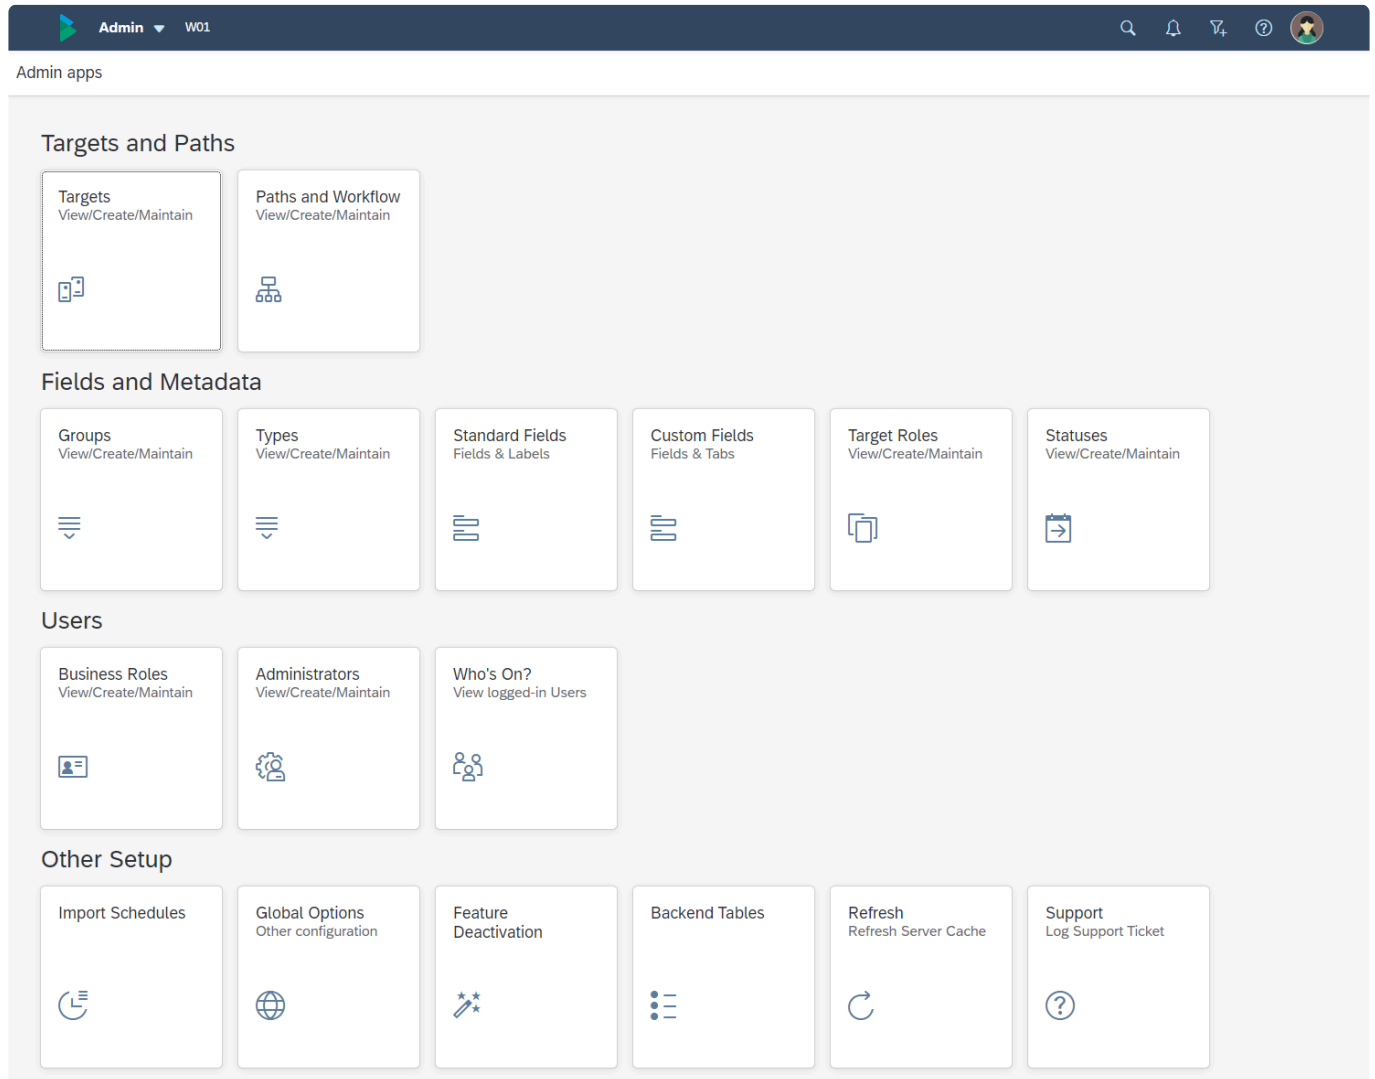 Admin
W01
Admin apps
Targets and Paths
Targets
View/Create/Maintain
Paths and Workflow
View/Create/Maintain
Fields and Metadata
Groups
View/Create/Maintain
Types
View/Create/Maintain
Standard Fields
Fields & Labels
Custom Fields
Fields & Tabs
Target Roles
View/Create/Maintain
Statuses
View/Create/Maintain
Users
Business Roles
View/Create/Maintain
Administrators
View/Create/Maintain
Who's On?
View logged-in Users
Other Setup
Import Schedules
Global Options
Other configuration
Feature
Deactivation
Backend Tables
Refresh
Refresh Server Cache
Support
Log Support Ticket